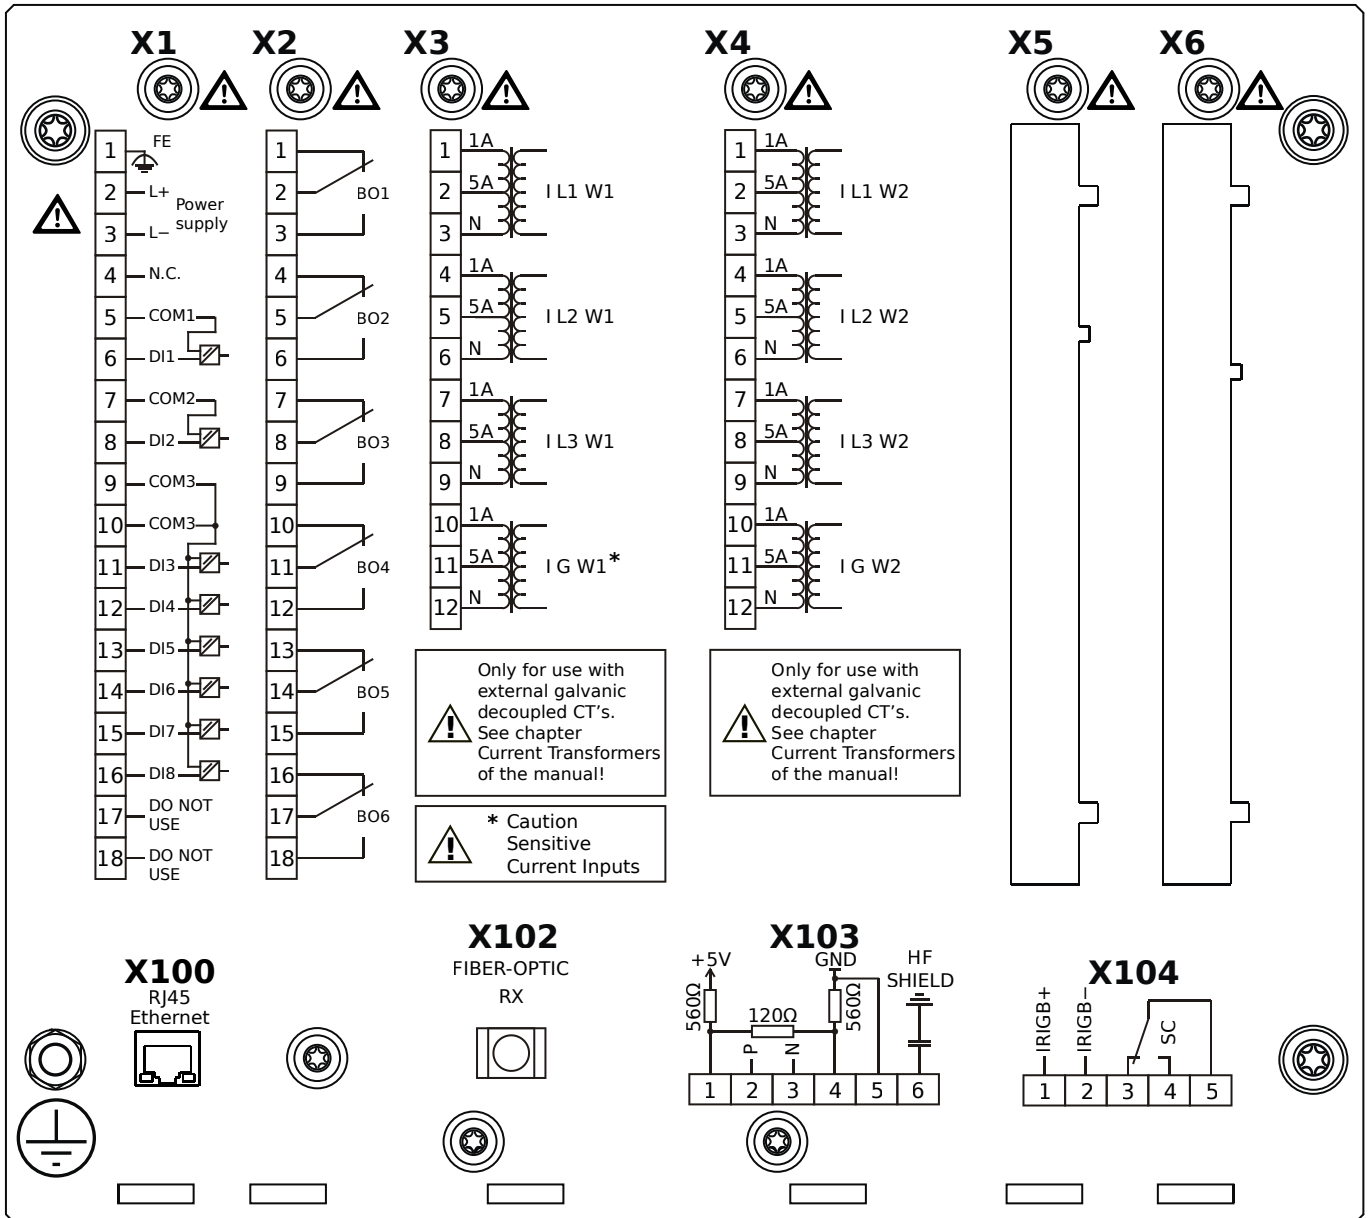 X1
X2
X3
X4
X5
X6
1 FE
2 L+
Power
supply
3 L−
4 N.C.
5 COM1
6 DI1
7 COM2
8 DI2
9 COM3
10 COM3
11 DI3
12 DI4
13 DI5
14 DI6
15 DI7
16 DI8
17 DO NOT
USE
18 DO NOT
USE
1
2 BO1
3
4
5 BO2
6
7
8 BO3
9
10
11 BO4
12
13
14 BO5
15
16
17 BO6
18
1 1A
2 5A I L1 W1
3 N
4 1A
5 5A I L2 W1
6 N
7 1A
8 5A I L3 W1
9 N
10 1A
11 5A I G W1*
12 N
Only for use with
external galvanic
decoupled CT's.
See chapter
Current Transformers
of the manual!
* Caution
Sensitive
Current Inputs
1 1A
2 5A I L1 W2
3 N
4 1A
5 5A I L2 W2
6 N
7 1A
8 5A I L3 W2
9 N
10 1A
11 5A I G W2
12 N
Only for use with
external galvanic
decoupled CT's.
See chapter
Current Transformers
of the manual!
X100
RJ45
Ethernet
X102
FIBER-OPTIC
RX
X103
+5V GND HF
SHIELD
560Ω 120Ω 560Ω
P N
1 2 3 4 5 6
X104
IRIGB+ IRIGB− SC
1 2 3 4 5